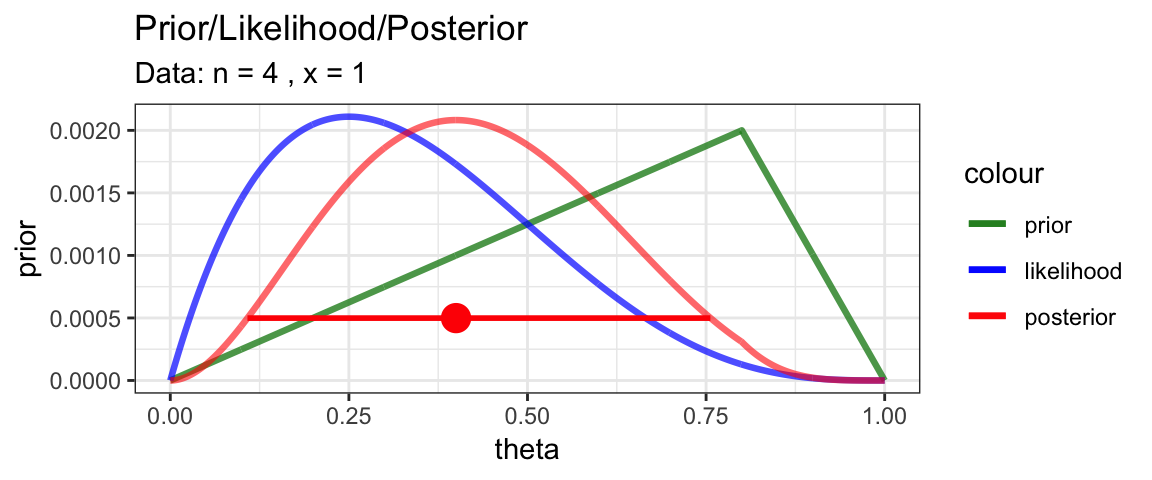 Prior/Likelihood/Posterior
Data: n = 4 , x = 1
0.0020
0.0015
0.0010
0.0005
0.0000
prior
0.00 0.25 0.50 0.75 1.00
theta
colour
prior
likelihood
posterior